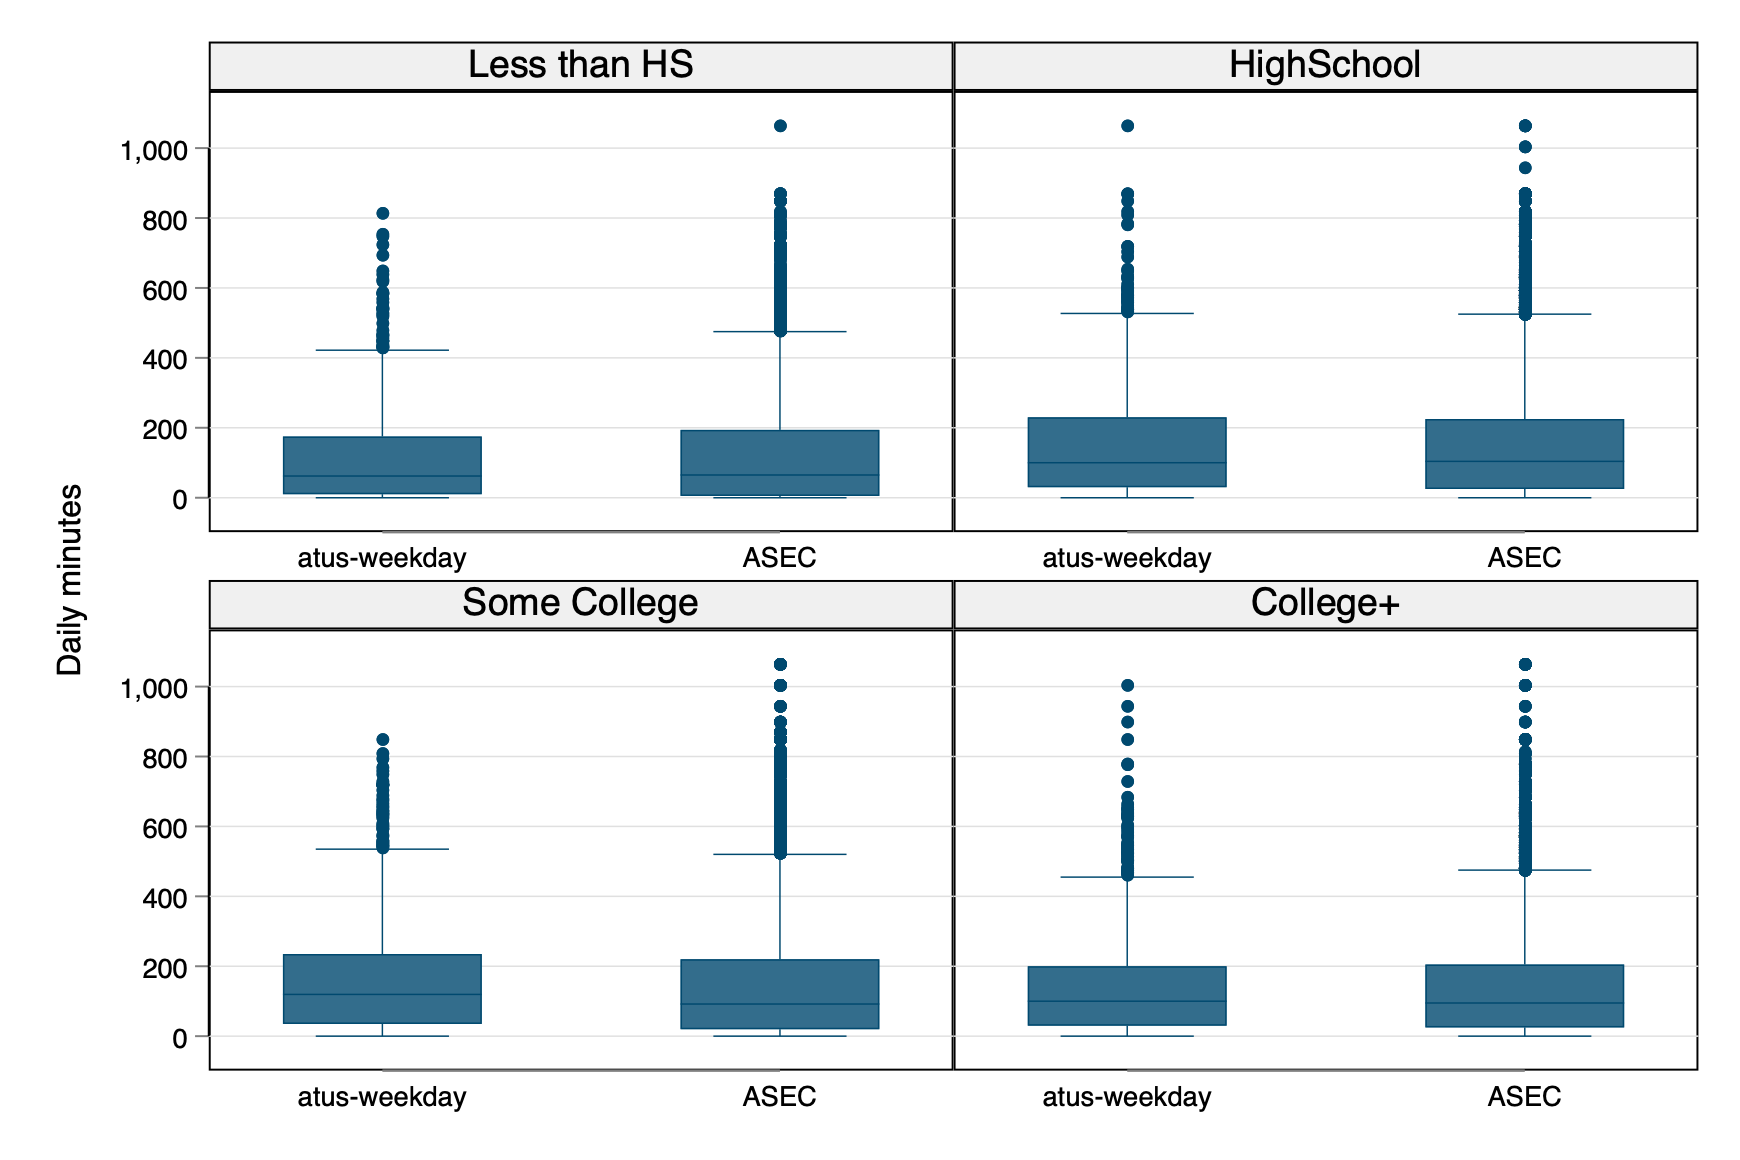 Less than HS
HighSchool
1,000
800
600
400
200
0
atus-weekday
ASEC
atus-weekday
ASEC
Daily minutes
Some College
College+
1,000
800
600
400
200
0
atus-weekday
ASEC
atus-weekday
ASEC